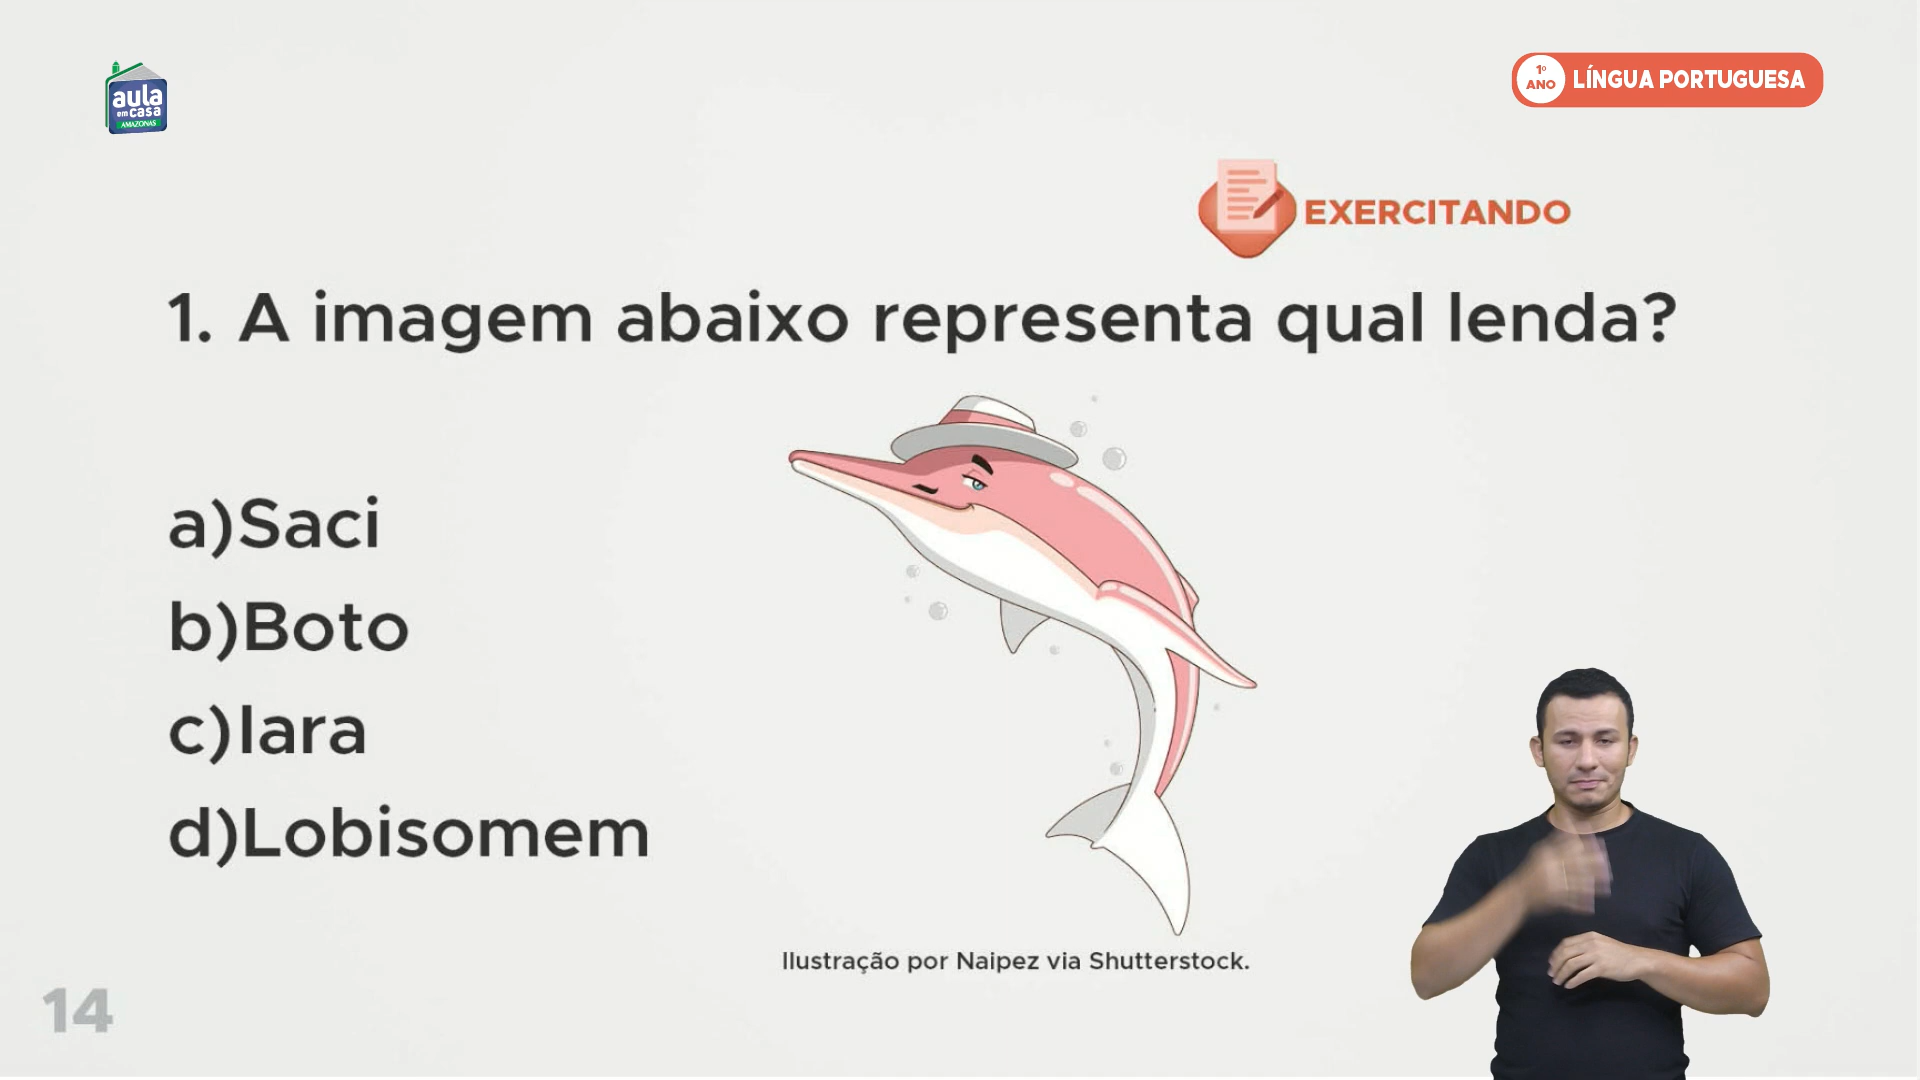 aula
em casa
AMAZONAS
1º
ANO
LÍNGUA PORTUGUESA
EXERCITANDO
1. A imagem abaixo representa qual lenda?
a)Saci
b)Boto
c)Iara
d)Lobisomem
Ilustração por Naipez via Shutterstock.
14